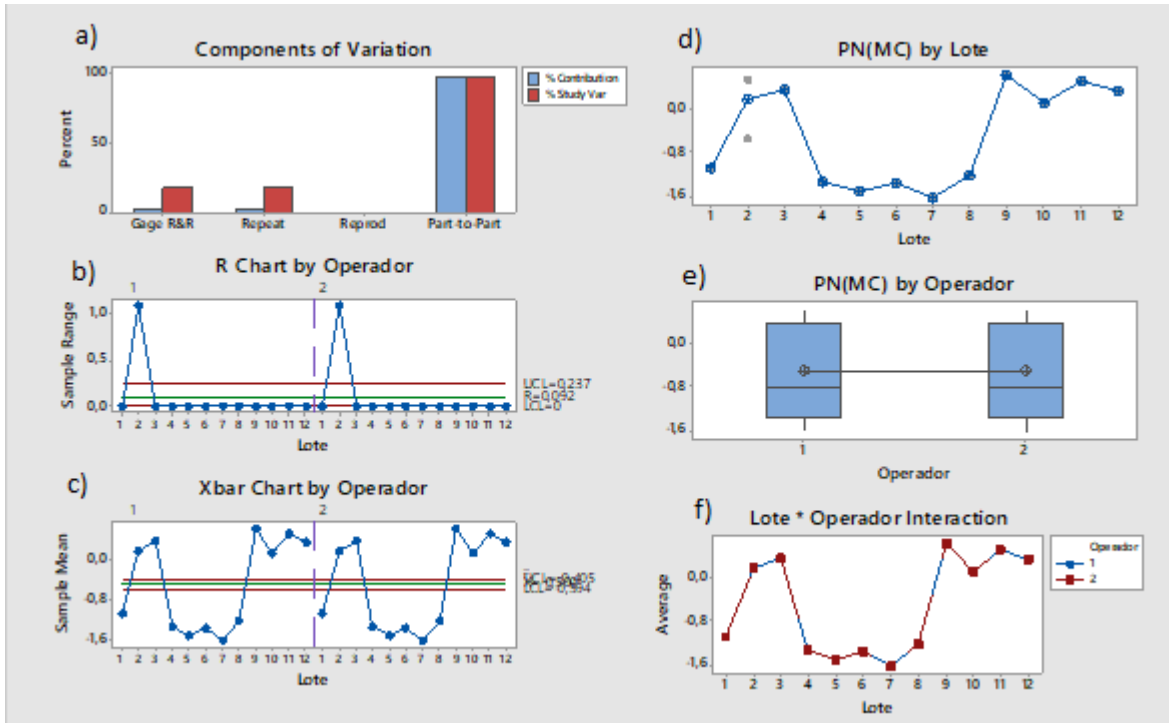 a)
Components of Variation
100
50
0
Percent
Gage R&R Repeat Reprod Part-to-Part
% Contribution
% Study Var
b)
R Chart by Operador
1 2
1,0
0,5
0,0
Sample Range
UCL=0,237
R=0,092
LCL=0
1 2 3 4 5 6 7 8 9 10 11 12 1 2 3 4 5 6 7 8 9 10 11 12
Lote
c)
Xbar Chart by Operador
1 2
0,0
-0,8
-1,6
Sample Mean
1 2 3 4 5 6 7 8 9 10 11 12 1 2 3 4 5 6 7 8 9 10 11 12
Lote
d)
PN(MC) by Lote
0,0
-0,8
-1,6
1 2 3 4 5 6 7 8 9 10 11 12
Lote
e)
PN(MC) by Operador
0,0
-0,8
-1,6
1 2
Operador
f)
Lote * Operador Interaction
0,0
-0,8
-1,6
Average
1 2 3 4 5 6 7 8 9 10 11 12
Lote
Operador
1
2